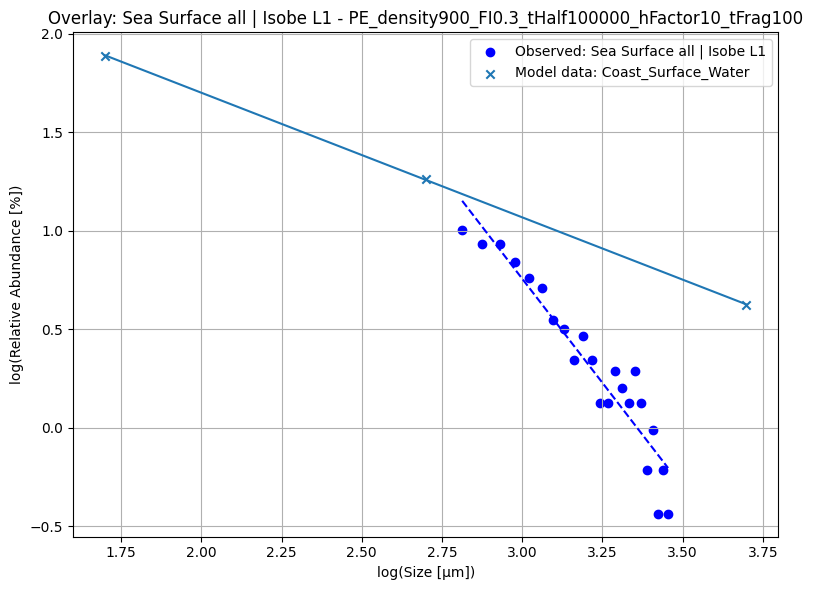 Overlay: Sea Surface all | Isobe L1 - PE_density900_FI0.3_tHalf100000_hFactor10_tFrag100
Observed: Sea Surface all | Isobe L1
Model data: Coast_Surface_Water
log(Relative Abundance [%])
2.0
1.5
1.0
0.5
0.0
−0.5
1.75 2.00 2.25 2.50 2.75 3.00 3.25 3.50 3.75
log(Size [μm])